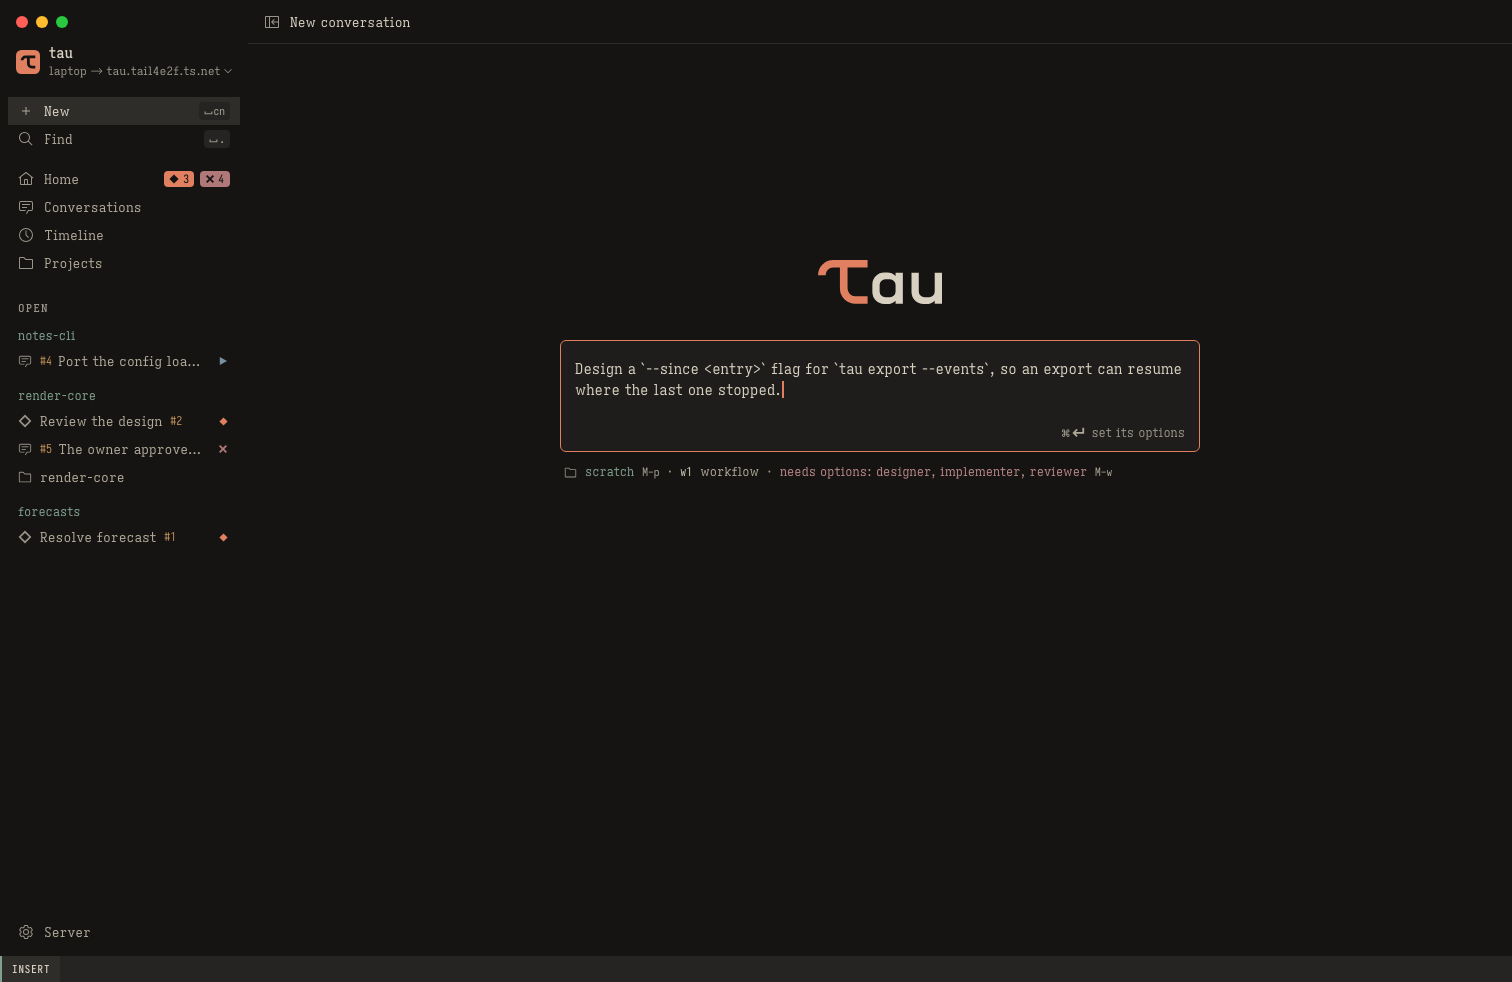 New conversation
tau
laptop → tau.tail4e2f.ts.net
New ⎵cn
Find ⎵.
Home ◆ 3 ✕ 4
Conversations
Timeline
Projects
OPEN
notes-cli
#4 Port the config loa...
render-core
Review the design #2
#5 The owner approve...
render-core
forecasts
Resolve forecast #1
Server
INSERT
τau
Design a `--since <entry>` flag for `tau export --events`, so an export can resume
where the last one stopped.
⌘↵ set its options
scratch M-p · w1 workflow · needs options: designer, implementer, reviewer M-w